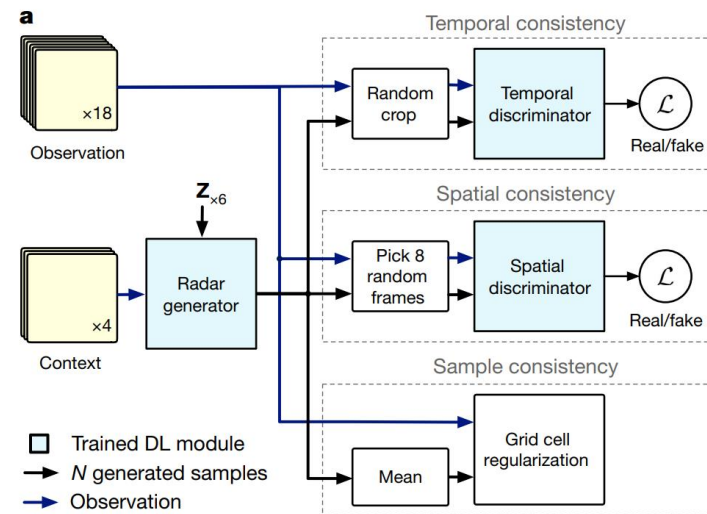 a
Temporal consistency
×18
Observation
Random
crop
Temporal
discriminator
ℒ
Real/fake
Z×6
Spatial consistency
×4
Context
Radar
generator
Pick 8
random
frames
Spatial
discriminator
ℒ
Real/fake
Sample consistency
Grid cell
regularization
Mean
Trained DL module
N generated samples
Observation